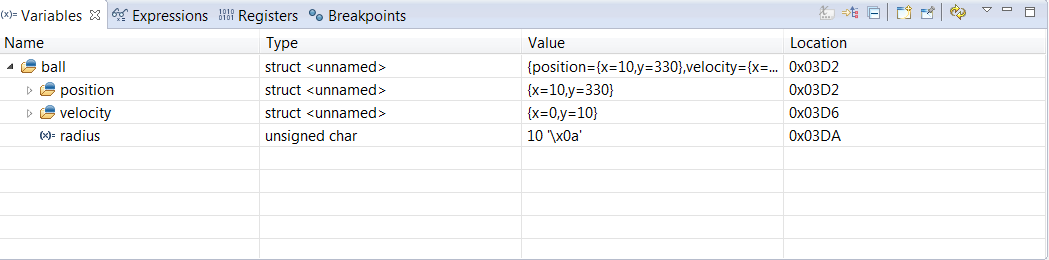 (x)= Variables Expressions 1010 0101 Registers Breakpoints
Name Type Value Location
ball struct <unnamed> {position={x=10,y=330},velocity={x=... 0x03D2
position struct <unnamed> {x=10,y=330} 0x03D2
velocity struct <unnamed> {x=0,y=10} 0x03D6
(x)= radius unsigned char 10 '\x0a' 0x03DA